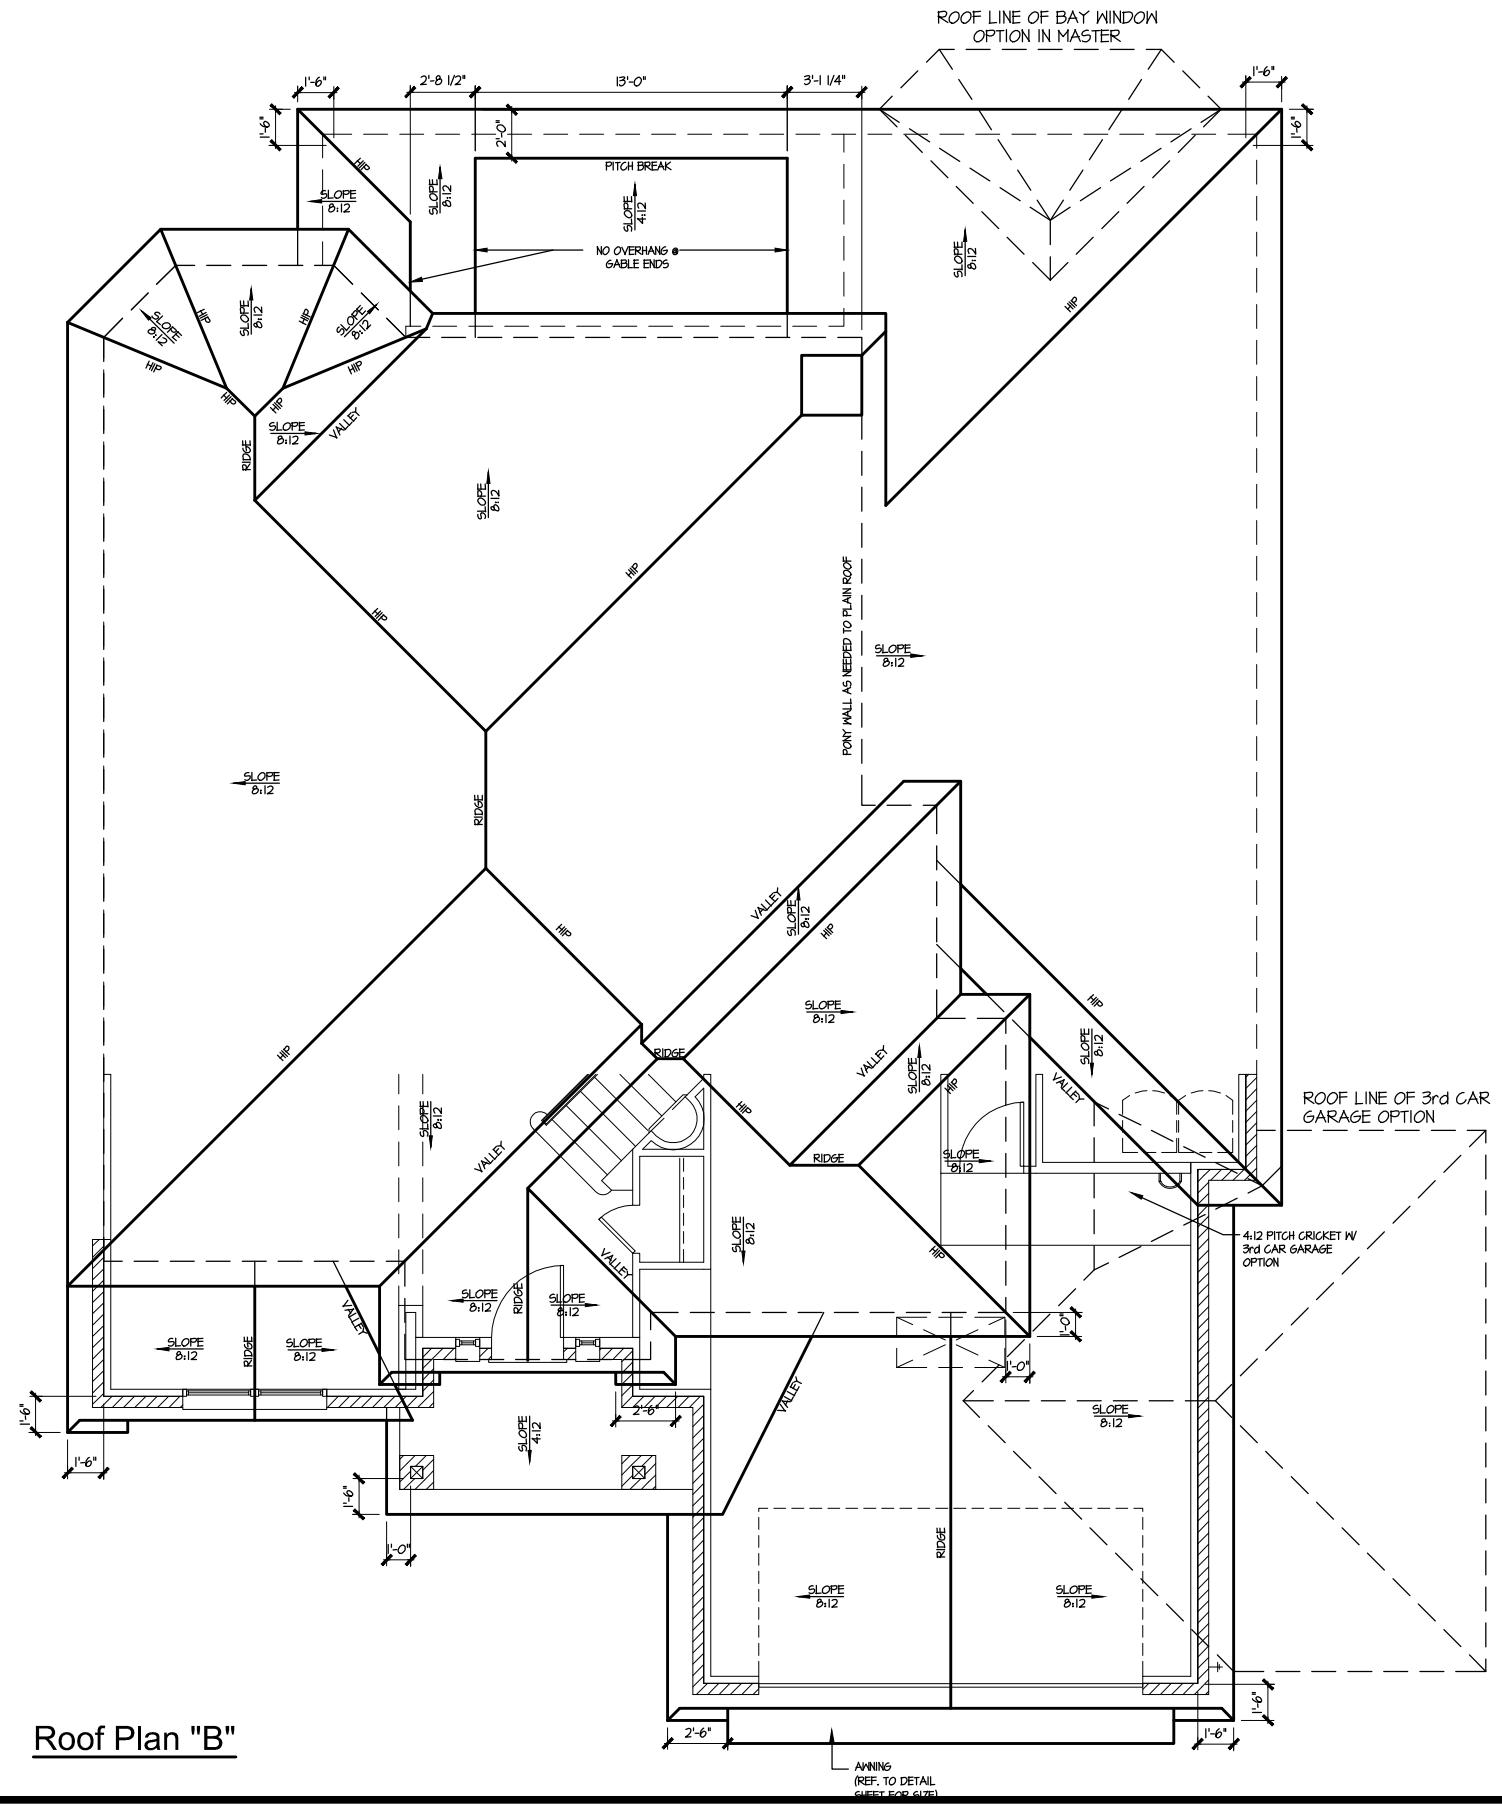 ROOF LINE OF BAY WINDOW
OPTION IN MASTER
1'-6"
2'-8 1/2"
13'-0"
3'-1 1/4"
1'-6"
1'-6"
2'-0"
1'-6"
HIP
PITCH BREAK
SLOPE
8:12
SLOPE
8:12
SLOPE
4:12
NO OVERHANG @
GABLE ENDS
SLOPE
8:12
SLOPE
8:12
SLOPE
8:12
SLOPE
8:12
HIP
HIP
HIP
HIP
HIP
HIP
HIP
SLOPE
8:12
VALLEY
RIDGE
SLOPE
8:12
HIP
HIP
PONY WALL AS NEEDED TO PLAIN ROOF
SLOPE
8:12
SLOPE
8:12
RIDGE
VALLEY
SLOPE
8:12
HIP
HIP
SLOPE
8:12
HIP
HIP
RIDGE
VALLEY
SLOPE
8:12
HIP
SLOPE
8:12
VALLEY
ROOF LINE OF 3rd CAR
GARAGE OPTION
SLOPE
8:12
HIP
VALLEY
RIDGE
SLOPE
8:12
SLOPE
8:12
HIP
4:12 PITCH CRICKET W/
3rd CAR GARAGE
OPTION
VALLEY
SLOPE
8:12
RIDGE
SLOPE
8:12
VALLEY
SLOPE
8:12
RIDGE
SLOPE
8:12
1'-0"
1'-0"
VALLEY
1'-6"
2'-6"
SLOPE
4:12
SLOPE
8:12
1'-6"
1'-6"
1'-0"
RIDGE
SLOPE
8:12
SLOPE
8:12
1'-6"
2'-6"
1'-6"
Roof Plan "B"
AWNING
(REF. TO DETAIL
SHEET FOR SIZE)